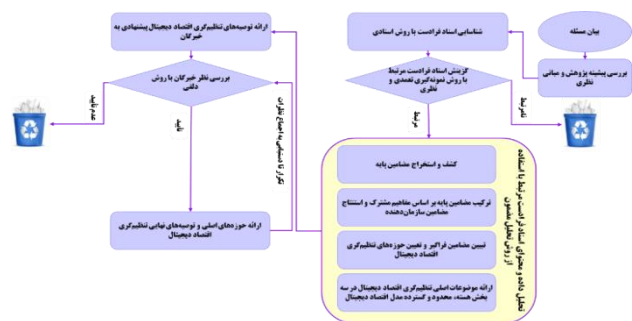 بیان مسئله
بررسی پیشینه پژوهش و مبانی
نظری
شناسایی اسناد فرادست با روش اسنادی
گزینش اسناد فرادست مرتبط
با روش نمونه‌گیری تعمدی و
نظری
نامرتبط
مرتبط
تحلیل داده و محتوای اسناد فرادست مرتبط با استفاده
از روش تحلیل مضمون
کشف و استخراج مضامین پایه
ترکیب مضامین پایه بر اساس مفاهیم مشترک و استنتاج
مضامین سازمان‌دهنده
تبیین مضامین فراگیر و تعیین حوزه‌های تنظیم‌گری
اقتصاد دیجیتال
ارائه موضوعات اصلی تنظیم‌گری اقتصاد دیجیتال در سه
بخش هسته، محدود و گسترده مدل اقتصاد دیجیتال
ارائه توصیه‌های تنظیم‌گری اقتصاد دیجیتال پیشنهادی به
خبرگان
بررسی نظر خبرگان با روش
دلفی
عدم تایید
تایید
تکرار تا دستیابی به اجماع نظرات
ارائه حوزه‌های اصلی و توصیه‌های نهایی تنظیم‌گری
اقتصاد دیجیتال